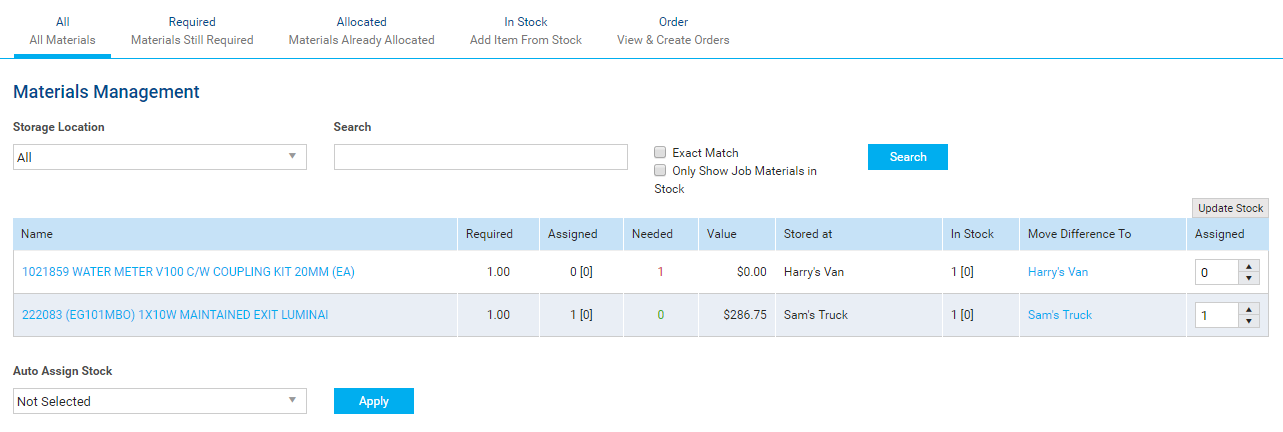 All Required Allocated In Stock Order
All Materials Materials Still Required Materials Already Allocated Add Item From Stock View & Create Orders
Materials Management
Storage Location Search
All
Exact Match
Search
Only Show Job Materials in
Stock
Update Stock
Name Required Assigned Needed Value Stored at In Stock Move Difference To Assigned
1021859 WATER METER V100 C/W COUPLING KIT 20MM (EA) 1.00 0 [0] 1 $0.00 Harry's Van 1 [0] Harry's Van 0
222083 (EG101MBO) 1X10W MAINTAINED EXIT LUMINAI 1.00 1 [0] 0 $286.75 Sam's Truck 1 [0] Sam's Truck 1
Auto Assign Stock
Not Selected Apply